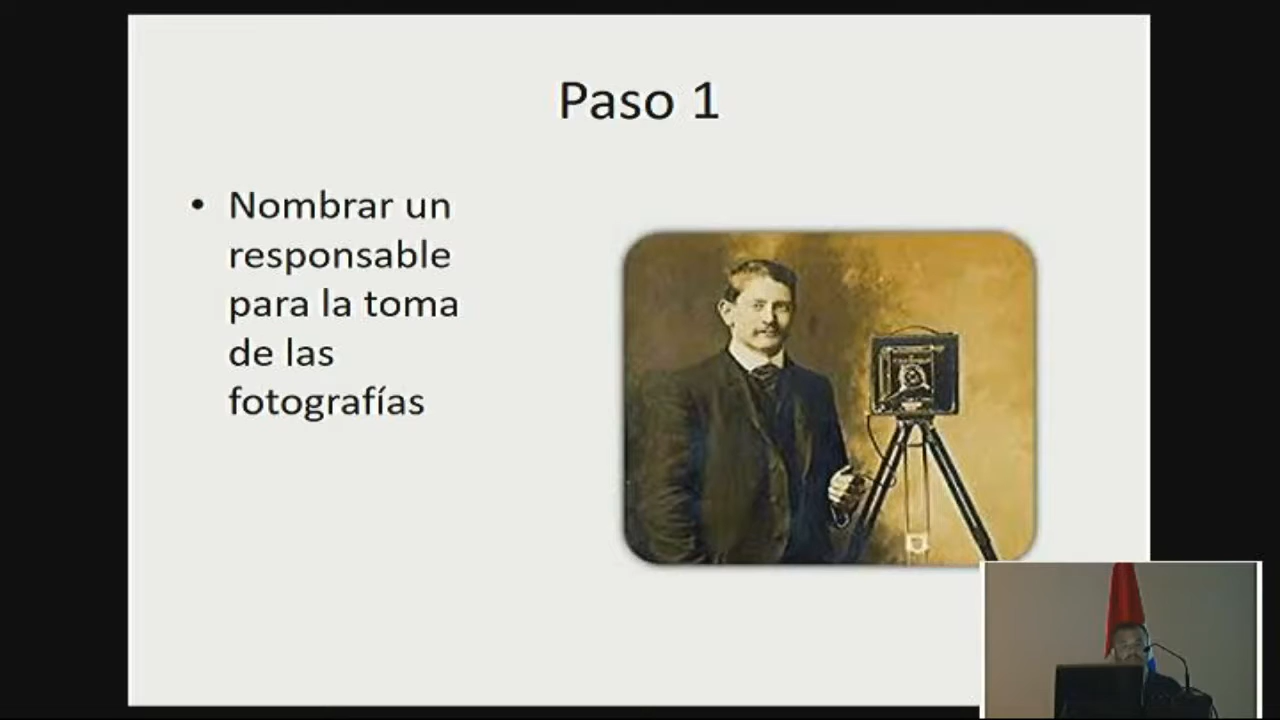 Paso 1
• Nombrar un
responsable
para la toma
de las
fotografías